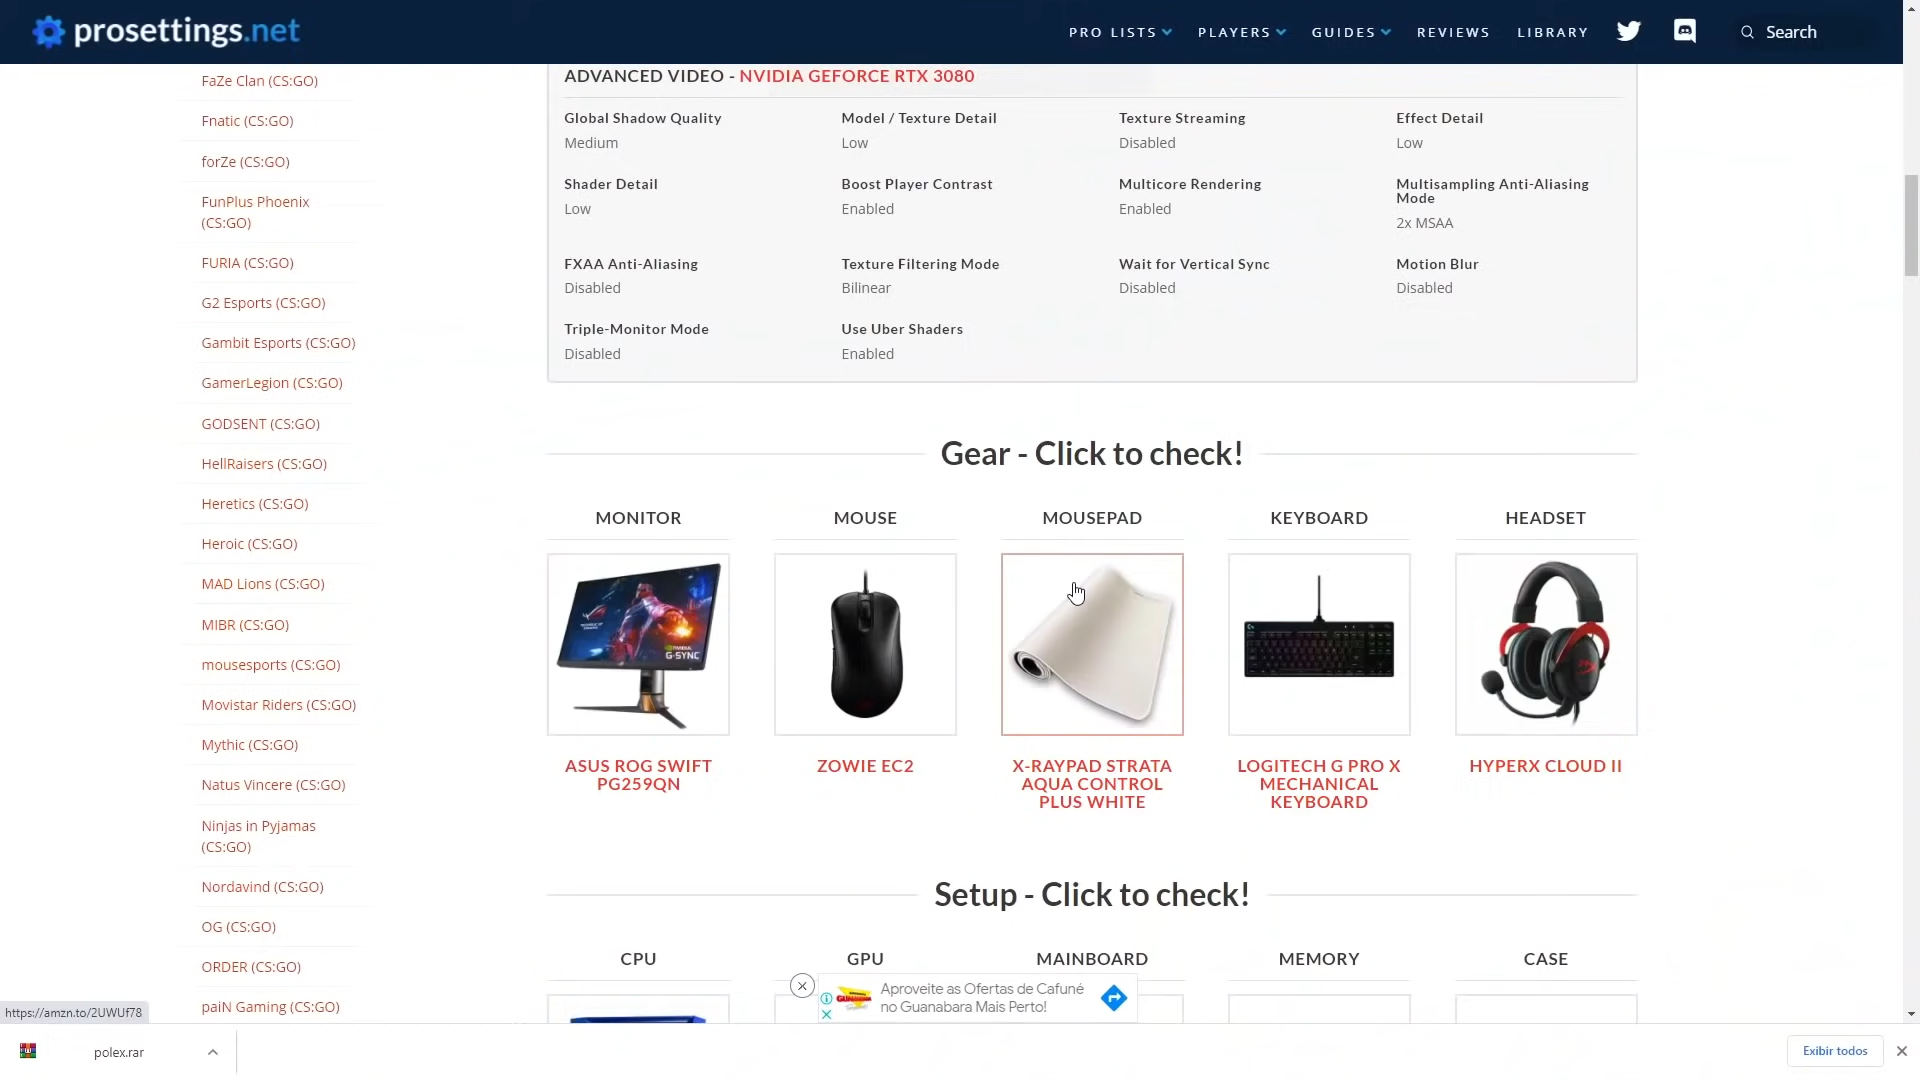 prosettings.net
PRO LISTS
PLAYERS
GUIDES
REVIEWS
LIBRARY
Search
FaZe Clan (CS:GO)
Fnatic (CS:GO)
forZe (CS:GO)
FunPlus Phoenix
(CS:GO)
FURIA (CS:GO)
G2 Esports (CS:GO)
Gambit Esports (CS:GO)
GamerLegion (CS:GO)
GODSENT (CS:GO)
HellRaisers (CS:GO)
Heretics (CS:GO)
Heroic (CS:GO)
MAD Lions (CS:GO)
MIBR (CS:GO)
mousesports (CS:GO)
Movistar Riders (CS:GO)
Mythic (CS:GO)
Natus Vincere (CS:GO)
Ninjas in Pyjamas
(CS:GO)
Nordavind (CS:GO)
OG (CS:GO)
ORDER (CS:GO)
paiN Gaming (CS:GO)
ADVANCED VIDEO - NVIDIA GEFORCE RTX 3080
Global Shadow Quality
Medium
Model / Texture Detail
Low
Texture Streaming
Disabled
Effect Detail
Low
Shader Detail
Low
Boost Player Contrast
Enabled
Multicore Rendering
Enabled
Multisampling Anti-Aliasing
Mode
2x MSAA
FXAA Anti-Aliasing
Disabled
Texture Filtering Mode
Bilinear
Wait for Vertical Sync
Disabled
Motion Blur
Disabled
Triple-Monitor Mode
Disabled
Use Uber Shaders
Enabled
Gear - Click to check!
MONITOR
MOUSE
MOUSEPAD
KEYBOARD
HEADSET
G-SYNC
ASUS ROG SWIFT
PG259QN
ZOWIE EC2
X-RAYPAD STRATA
AQUA CONTROL
PLUS WHITE
LOGITECH G PRO X
MECHANICAL
KEYBOARD
HYPERX CLOUD II
Setup - Click to check!
CPU
GPU
MAINBOARD
MEMORY
CASE
Aproveite as Ofertas de Cafuné
no Guanabara Mais Perto!
https://amzn.to/2UWUf78
polex.rar
Exibir todos